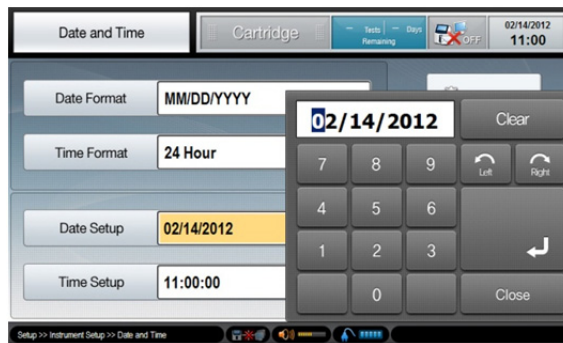 Date and Time
Cartridge
– Tests – Days
Remaining
OFF
02/14/2012
11:00
Date Format
MM/DD/YYYY
Time Format
24 Hour
Date Setup
02/14/2012
Time Setup
11:00:00
02/14/2012
Clear
7 8 9
Left Right
4 5 6
1 2 3
0
Close
Setup >> Instrument Setup >> Date and Time